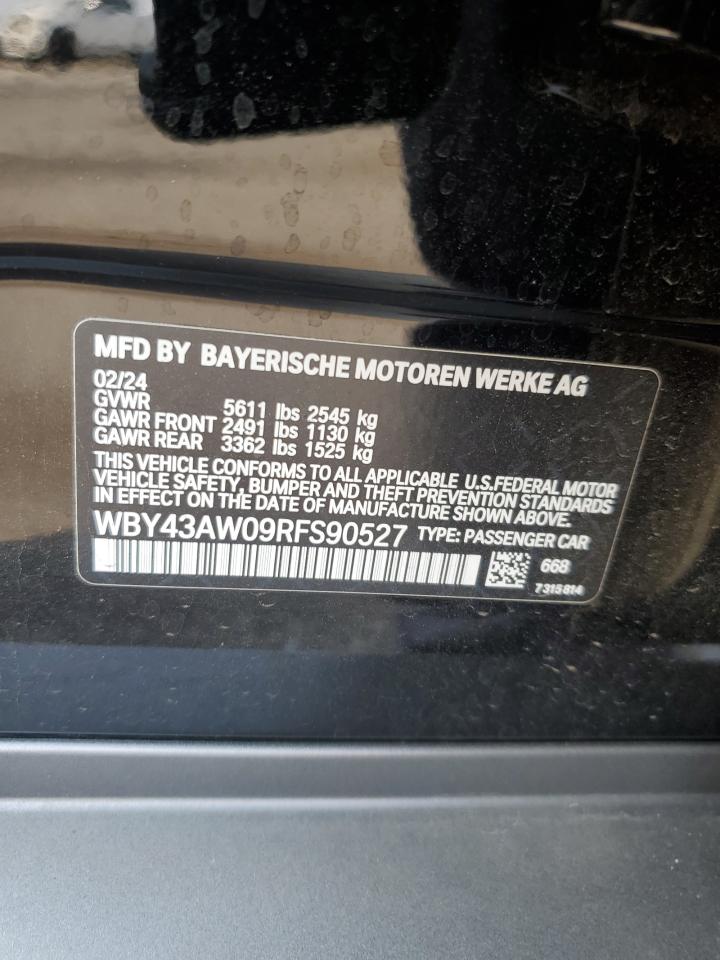 MFD BY BAYERISCHE MOTOREN WERKE AG
02/24
GVWR 5611 lbs 2545 kg
GAWR FRONT 2491 lbs 1130 kg
GAWR REAR 3362 lbs 1525 kg
THIS VEHICLE CONFORMS TO ALL APPLICABLE U.S.FEDERAL MOTOR
VEHICLE SAFETY, BUMPER AND THEFT PREVENTION STANDARDS
IN EFFECT ON THE DATE OF MANUFACTURE SHOWN ABOVE.
WBY43AW09RFS90527 TYPE: PASSENGER CAR
668
7315814